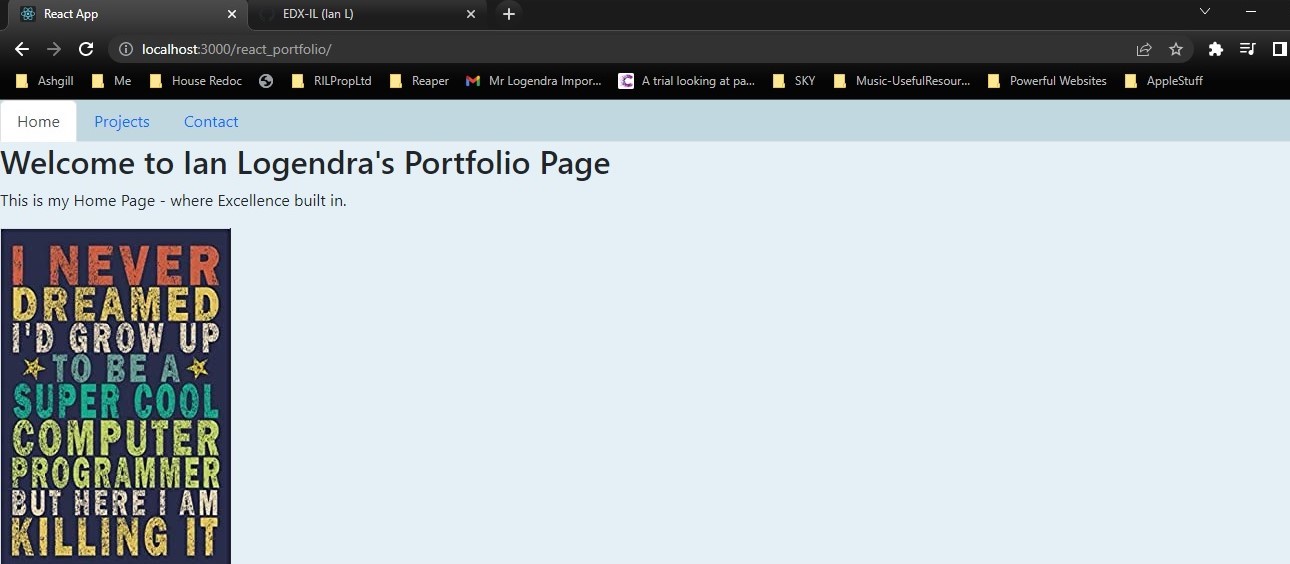 React App
EDX-IL (Ian L)
localhost:3000/react_portfolio/
Ashgill Me House Redoc RILPropLtd Reaper Mr Logendra Impor... A trial looking at pa... SKY Music-UsefulResour... Powerful Websites AppleStuff
Home Projects Contact
Welcome to Ian Logendra's Portfolio Page
This is my Home Page - where Excellence built in.
I NEVER
DREAMED
I'D GROW UP
TO BE A
SUPER COOL
COMPUTER
PROGRAMMER
BUT HERE I AM
KILLING IT